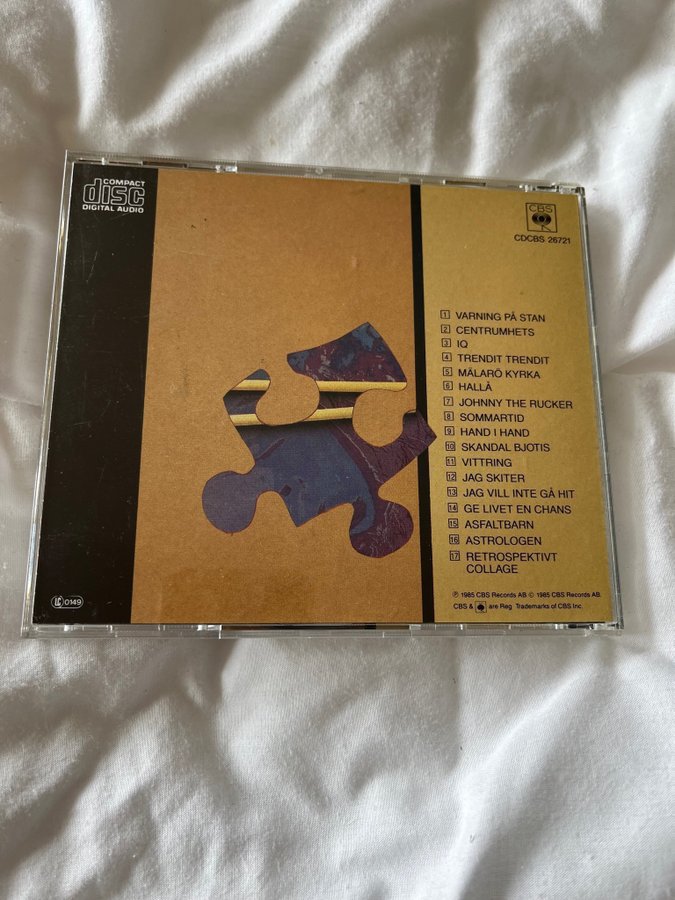 COMPACT
disc
DIGITAL AUDIO
CBS
CDCBS 26721
1 VARNING PÅ STAN
2 CENTRUMHETS
3 IQ
4 TRENDIT TRENDIT
5 MÄLARÖ KYRKA
6 HALLÅ
7 JOHNNY THE RUCKER
8 SOMMARTID
9 HAND I HAND
10 SKANDAL BJOTIS
11 VITTRING
12 JAG SKITER
13 JAG VILL INTE GÅ HIT
14 GE LIVET EN CHANS
15 ASFALTBARN
16 ASTROLOGEN
17 RETROSPEKTIVT
COLLAGE
℗ 1985 CBS Records AB © 1985 CBS Records AB.
CBS & are Reg. Trademarks of CBS Inc.
LC 0149